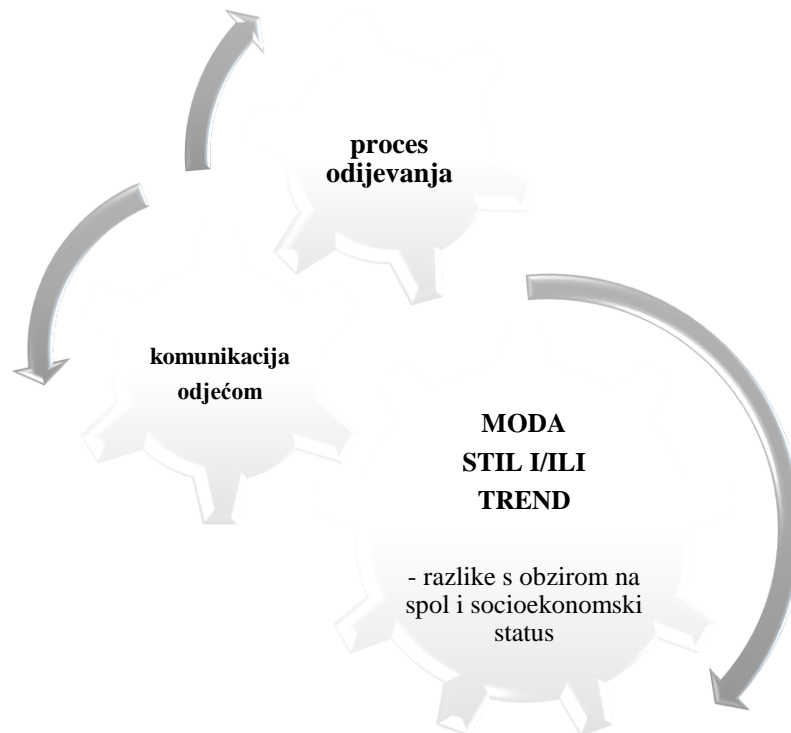 proces
odijevanja
komunikacija
odjećom
MODA
STIL I/ILI
TREND
- razlike s obzirom na
spol i socioekonomski
status